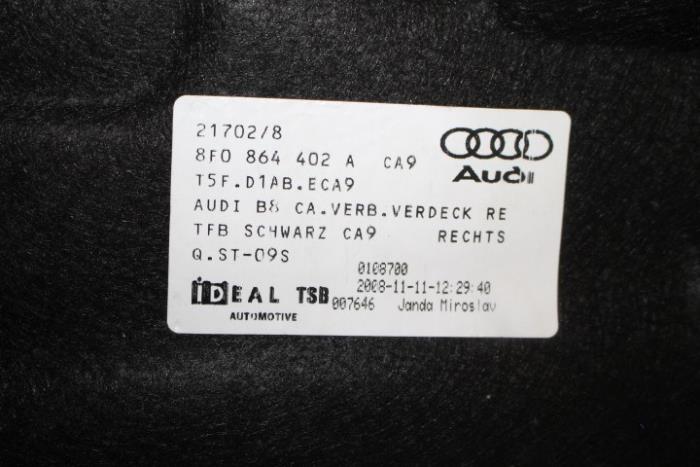 21702/8
8F0 864 402 A CA9
Audi
T5F.D1AB.ECA9
AUDI B8 CA.VERB.VERDECK RE
TFB SCHWARZ CA9 RECHTS
Q.ST-09S
0108700
2008-11-11-12:29:40
IDEAL TSB 007646 Janda Miroslav
AUTOMOTIVE